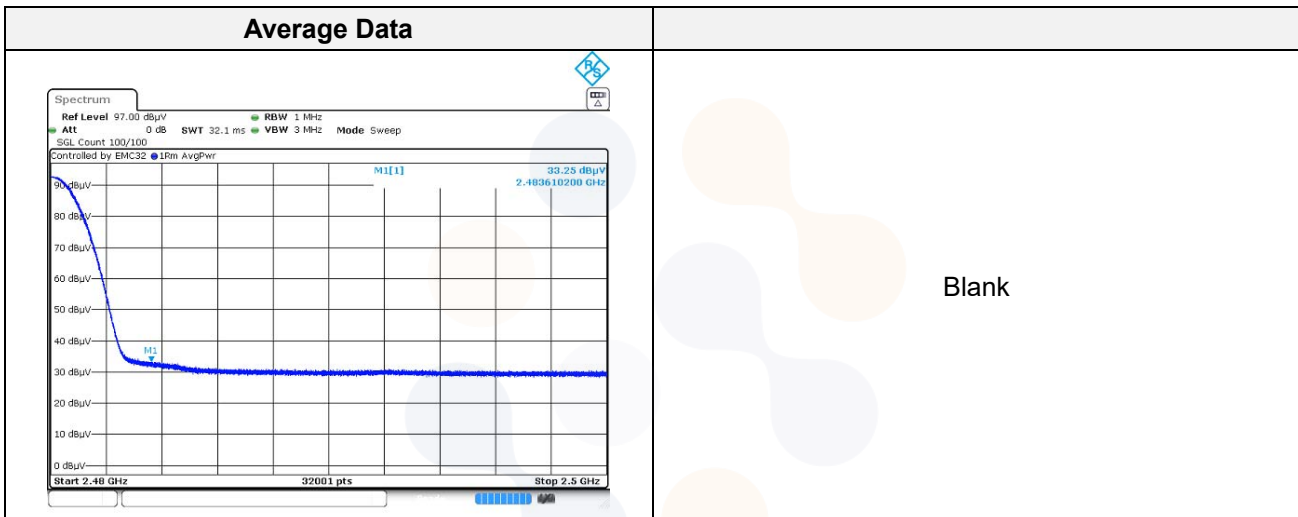 Average Data
R&S
Spectrum
Ref Level 97.00 dBµV RBW 1 MHz
Att 0 dB SWT 32.1 ms VBW 3 MHz Mode Sweep
SGL Count 100/100
Controlled by EMC32 1Rm AvgPwr
M1[1] 33.25 dBµV
2.483610200 GHz
90 dBµV
80 dBµV
70 dBµV
60 dBµV
50 dBµV
40 dBµV
M1
30 dBµV
20 dBµV
10 dBµV
0 dBµV
Start 2.48 GHz 32001 pts Stop 2.5 GHz
Blank